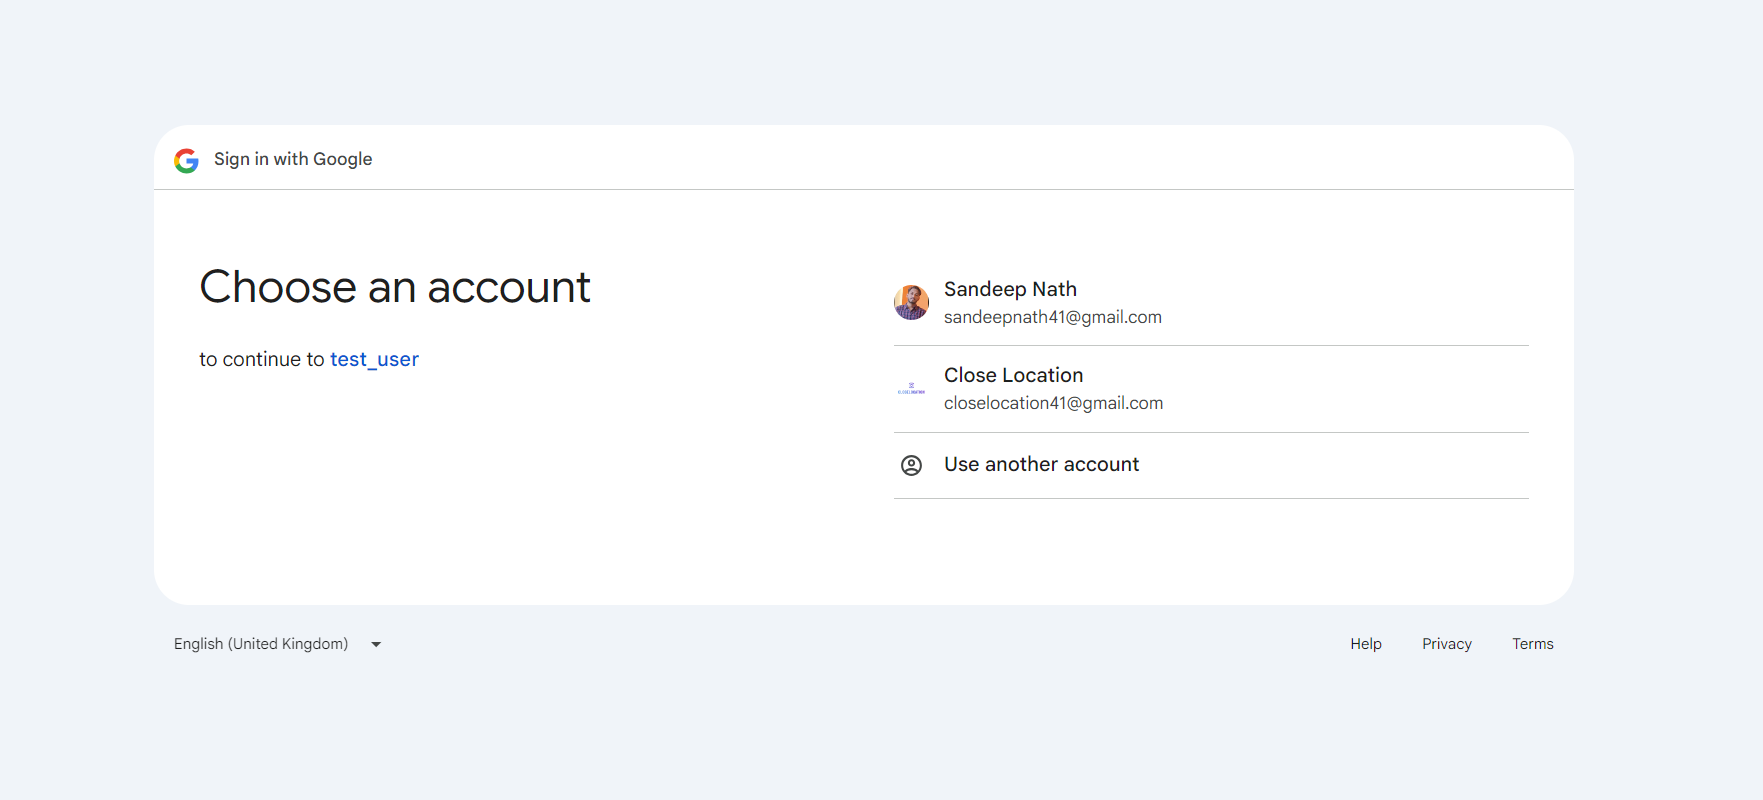 Sign in with Google
Choose an account
to continue to test_user
Sandeep Nath
sandeepnath41@gmail.com
CLOSELOCATION
Close Location
closelocation41@gmail.com
Use another account
English (United Kingdom)
Help
Privacy
Terms